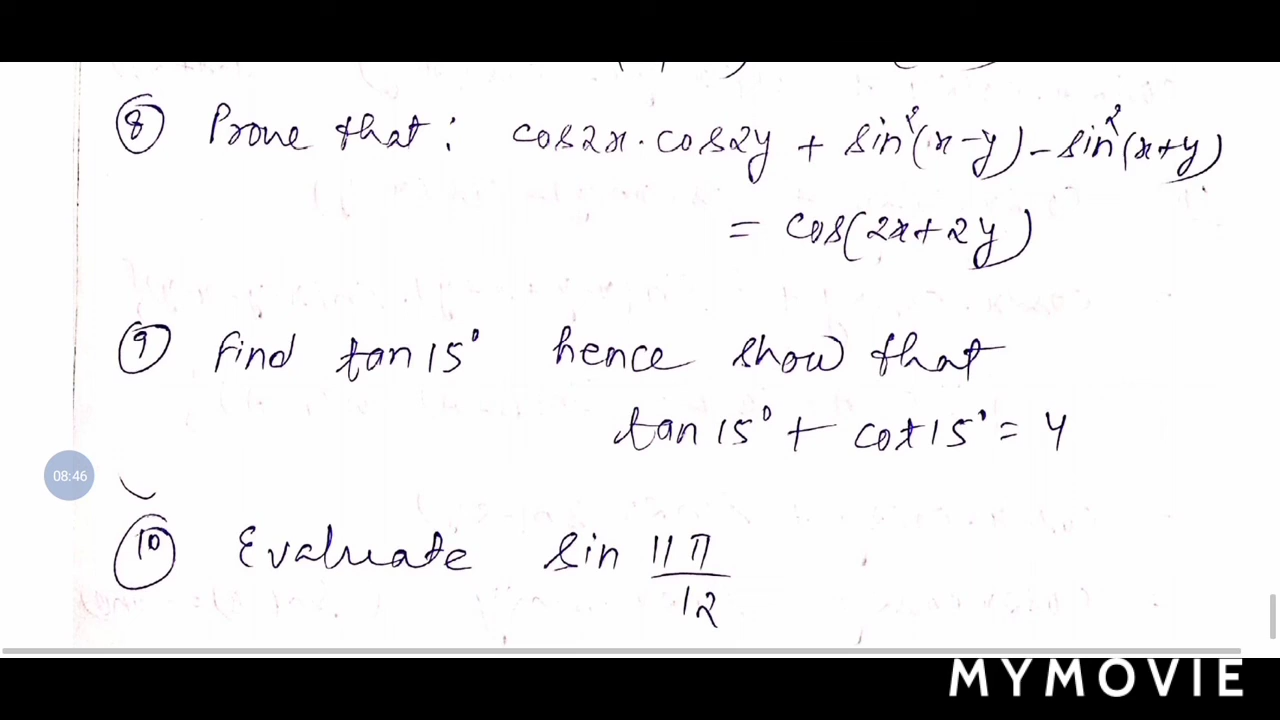 ⑧ Prove that: cos2x·cos2y + sin²(x-y) - sin²(x+y)
= cos(2x+2y)
⑨ Find tan15° hence show that
tan15° + cot15° = 4
08:46
⑩ Evaluate sin 11π/12
MYMOVIE